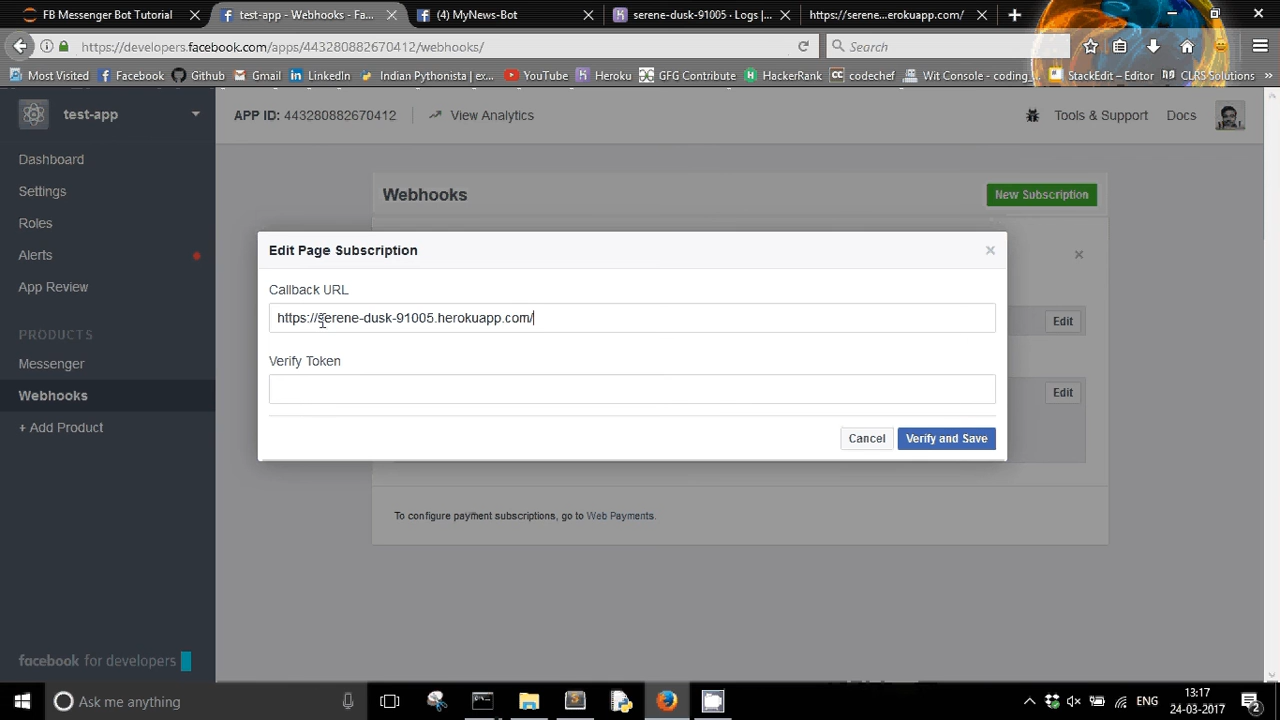 FB Messenger Bot Tutorial
test-app - Webhooks - Fa...
(4) MyNews-Bot
serene-dusk-91005 - Logs |...
https://serene...erokuapp.com/
https://developers.facebook.com/apps/443280882670412/webhooks/
Search
Most Visited
Facebook
Github
Gmail
LinkedIn
Indian Pythonista | ex...
YouTube
Heroku
GFG Contribute
HackerRank
codechef
Wit Console - coding_...
StackEdit – Editor
CLRS Solutions
test-app
APP ID: 443280882670412
View Analytics
Tools & Support
Docs
Dashboard
Settings
Roles
Alerts
App Review
PRODUCTS
Messenger
Webhooks
+ Add Product
facebook for developers
Webhooks
New Subscription
Edit Page Subscription
Callback URL
https://serene-dusk-91005.herokuapp.com/
Edit
Verify Token
Edit
Cancel
Verify and Save
To configure payment subscriptions, go to Web Payments.
Ask me anything
ENG
13:17
24-03-2017
2